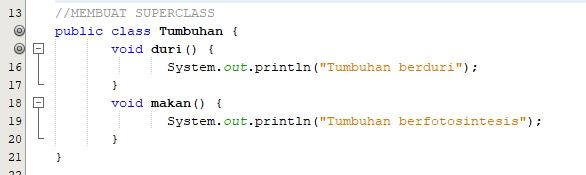 13 //MEMBUAT SUPERCLASS
public class Tumbuhan {
void duri() {
16 System.out.println("Tumbuhan berduri");
17 }
18 void makan() {
19 System.out.println("Tumbuhan berfotosintesis");
20 }
21 }
22